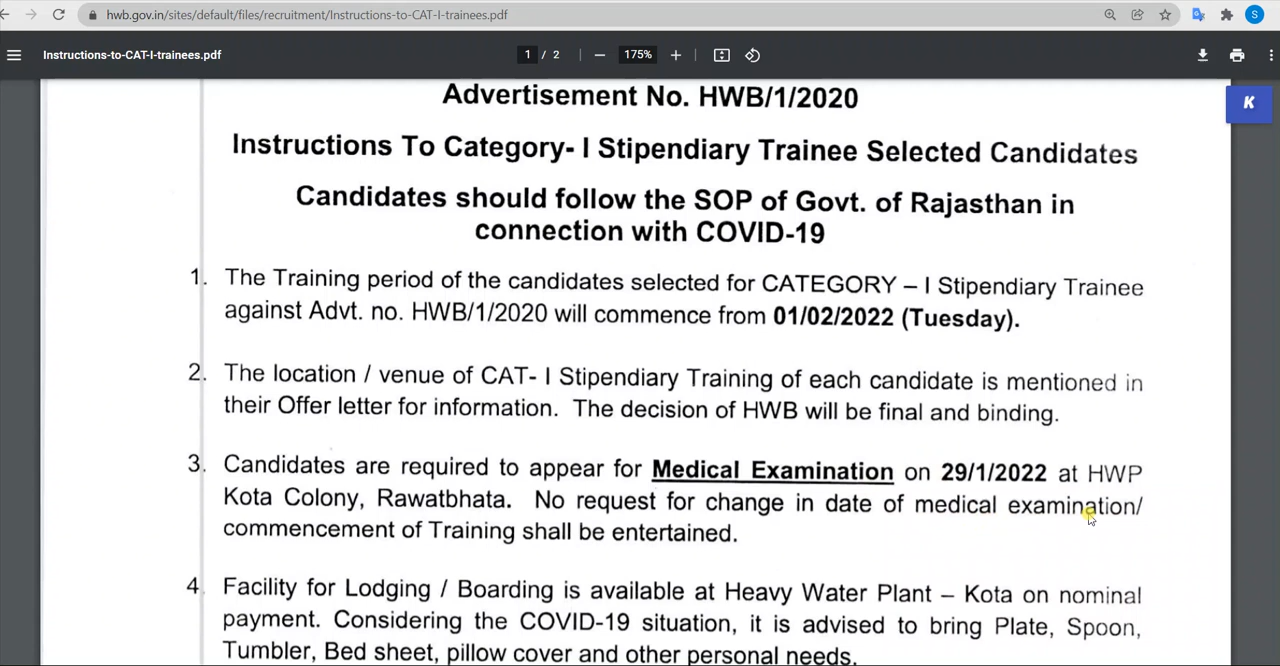 hwb.gov.in/sites/default/files/recruitment/Instructions-to-CAT-I-trainees.pdf
S
Instructions-to-CAT-I-trainees.pdf
1 / 2
175%
K
Advertisement No. HWB/1/2020
Instructions To Category- I Stipendiary Trainee Selected Candidates
Candidates should follow the SOP of Govt. of Rajasthan in
connection with COVID-19
1. The Training period of the candidates selected for CATEGORY – I Stipendiary Trainee
against Advt. no. HWB/1/2020 will commence from 01/02/2022 (Tuesday).
2. The location / venue of CAT- I Stipendiary Training of each candidate is mentioned in
their Offer letter for information. The decision of HWB will be final and binding.
3. Candidates are required to appear for Medical Examination on 29/1/2022 at HWP
Kota Colony, Rawatbhata. No request for change in date of medical examination/
commencement of Training shall be entertained.
4. Facility for Lodging / Boarding is available at Heavy Water Plant – Kota on nominal
payment. Considering the COVID-19 situation, it is advised to bring Plate, Spoon,
Tumbler, Bed sheet, pillow cover and other personal needs.